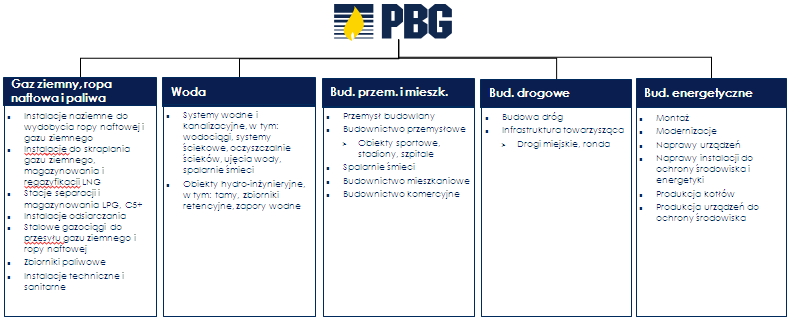 PBG
Gaz ziemny, ropa
naftowa i paliwa
Instalacje naziemne do
wydobycia ropy naftowej i
gazu ziemnego
Instalacje do skraplania
gazu ziemnego,
magazynowania i
regazyfikacji LNG
Stacje separacji i
magazynowania LPG, C5+
Instalacje odsiarczania
Stalowe gazociągi do
przesyłu gazu ziemnego i
ropy naftowej
Zbiorniki paliwowe
Instalacje techniczne i
sanitarne
Woda
Systemy wodne i
kanalizacyjne, w tym:
wodociągi, systemy
ściekowe, oczyszczalnie
ścieków, ujęcia wody,
spalarnie śmieci
Obiekty hydro-inżynieryjne,
w tym: tamy, zbiorniki
retencyjne, zapory wodne
Bud. przem. i mieszk.
Przemysł budowlany
Budownictwo przemysłowe
Obiekty sportowe,
stadiony, szpitale
Spalarnie śmieci
Budownictwo mieszkaniowe
Budownictwo komercyjne
Bud. drogowe
Budowa dróg
Infrastruktura towarzysząca
Drogi miejskie, ronda
Bud. energetyczne
Montaż
Modernizacje
Naprawy urządzeń
Naprawy instalacji do
ochrony środowiska i
energetyki
Produkcja kotłów
Produkcja urządzeń do
ochrony środowiska